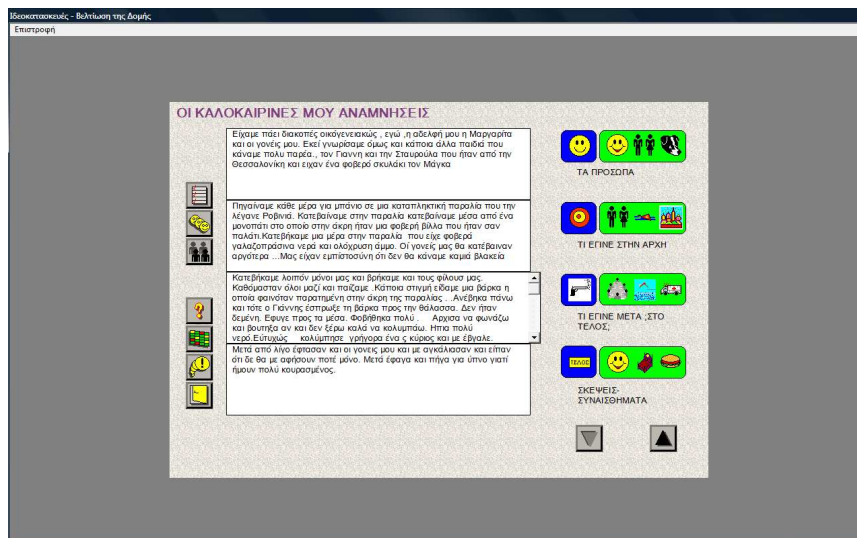 Ιδεοκατασκευές - Βελτίωση της Δομής
Επιστροφή
ΟΙ ΚΑΛΟΚΑΙΡΙΝΕΣ ΜΟΥ ΑΝΑΜΝΗΣΕΙΣ
Είχαμε πάει διακοπές οικόγενειακώς , εγώ ,η αδελφή μου η Μαργαρίτα
και οι γονείς μου. Εκεί γνωρίσαμε όμως και κάποια άλλα παιδιά που
κάναμε πολυ παρέα., τον Γιαννη και την Σταυρούλα που ήταν από την
Θεσσαλονίκη και ειχαν ένα φοβερό σκυλάκι τον Μάγκα
ΤΑ ΠΡΟΣΩΠΑ
Πηγαίναμε κάθε μέρα για μπάνιο σε μια καταπληκτική παραλία που την
λέγανε Ροβινιά. Κατεβαίναμε στην παραλία κατεβαίναμε μέσα από ένα
μονοπάτι στο οποίο στην άκρη ήταν μια φοβερή βίλλα που ήταν σαν
παλάτι.Κατεβήκαμε μια μέρα στην παραλία που είχε φοβερά
γαλαζοπράσινα νερά και ολόχρυση άμμο. Οί γονείς μας θα κατέβαιναν
αργότερα ...Μας είχαν εμπίστοσύνη ότι δεν θα κάναμε καμιά βλακεία
ΤΙ ΕΓΙΝΕ ΣΤΗΝ ΑΡΧΗ
Κατεβήκαμε λοιπόν μόνοι μας και βρήκαμε και τους φίλουσ μας.
Καθόμασταν όλοι μαζί και παίζαμε .Κάποια στιγμή είδαμε μια βάρκα η
οποία φαινόταν παρατημένη στην άκρη της παραλίας . .Ανέβηκα πάνω
και τότε ο Γιάννης έσπρωξε τη βάρκα προς την θάλασσα. Δεν ήταν
δεμένη. Εφυγε προς τα μέσα. Φοβήθηκα πολύ . Αρχισα να φωνάζω
και βουτηξα αν και δεν ξέρω καλά να κολυμπάω. Ηπια πολύ
νερό.Εύτυχώς κολύμπησε γρήγορα ένα ς κύριος και με έβγαλε.
ΤΙ ΕΓΙΝΕ ΜΕΤΑ ;ΣΤΟ
ΤΕΛΟΣ;
Μετά από λίγο έφτασαν και οι γονεις μου και με αγκάλιασαν και είπαν
ότι δε θα με αφήσουν ποτέ μόνο. Μετά έφαγα και πήγα για ύπνο γιατί
ήμουν πολύ κουρασμένος.
ΤΕΛΟΣ
ΣΚΕΨΕΙΣ-
ΣΥΝΑΙΣΘΗΜΑΤΑ